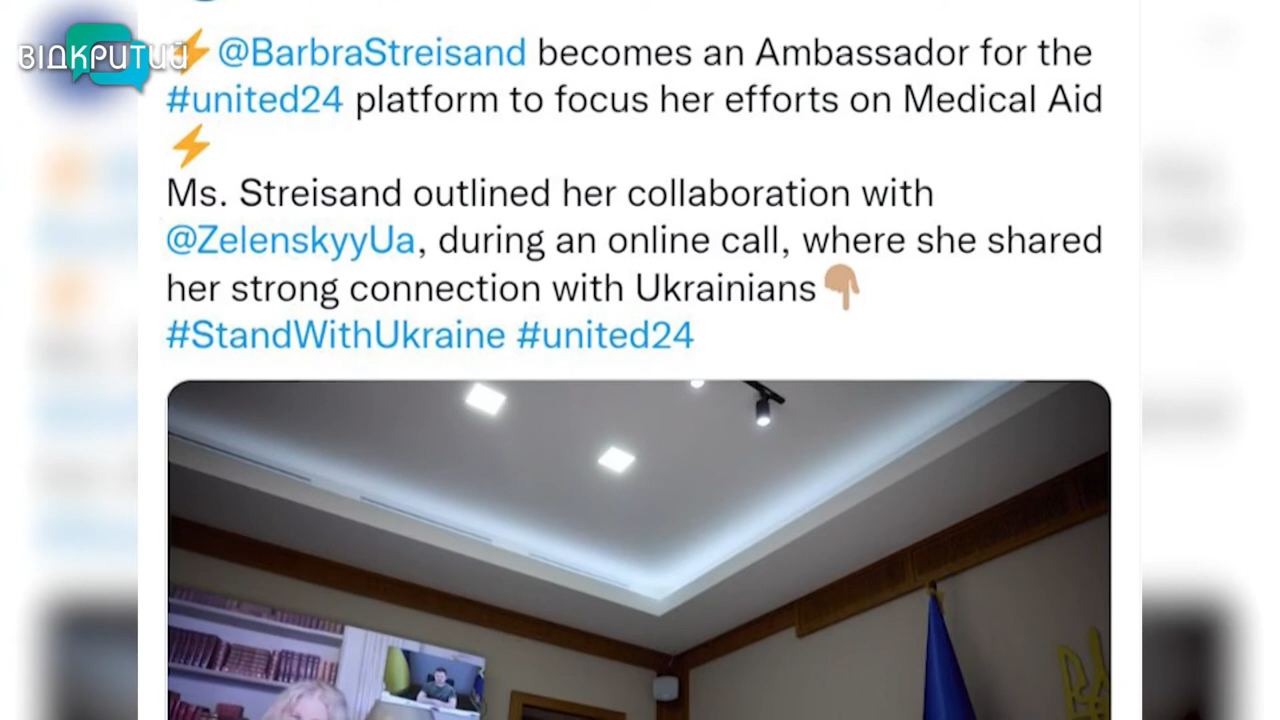 ВІДКРИТИЙ
⚡@BarbraStreisand becomes an Ambassador for the
#united24 platform to focus her efforts on Medical Aid
⚡
Ms. Streisand outlined her collaboration with
@ZelenskyyUa, during an online call, where she shared
her strong connection with Ukrainians👇🏽
#StandWithUkraine #united24